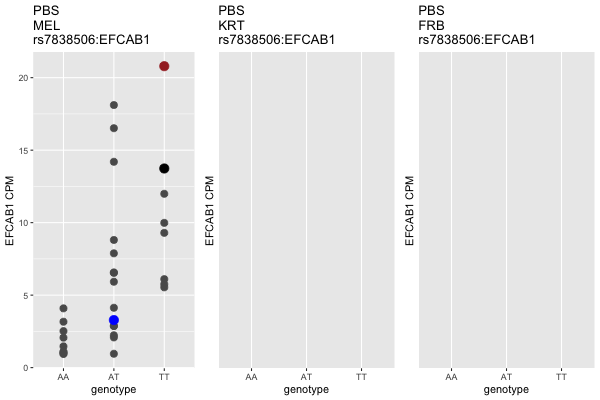 PBS
MEL
rs7838506:EFCAB1
PBS
KRT
rs7838506:EFCAB1
PBS
FRB
rs7838506:EFCAB1
EFCAB1 CPM
20
15
10
5
0
AA AT TT
genotype
EFCAB1 CPM
AA AT TT
genotype
EFCAB1 CPM
AA AT TT
genotype